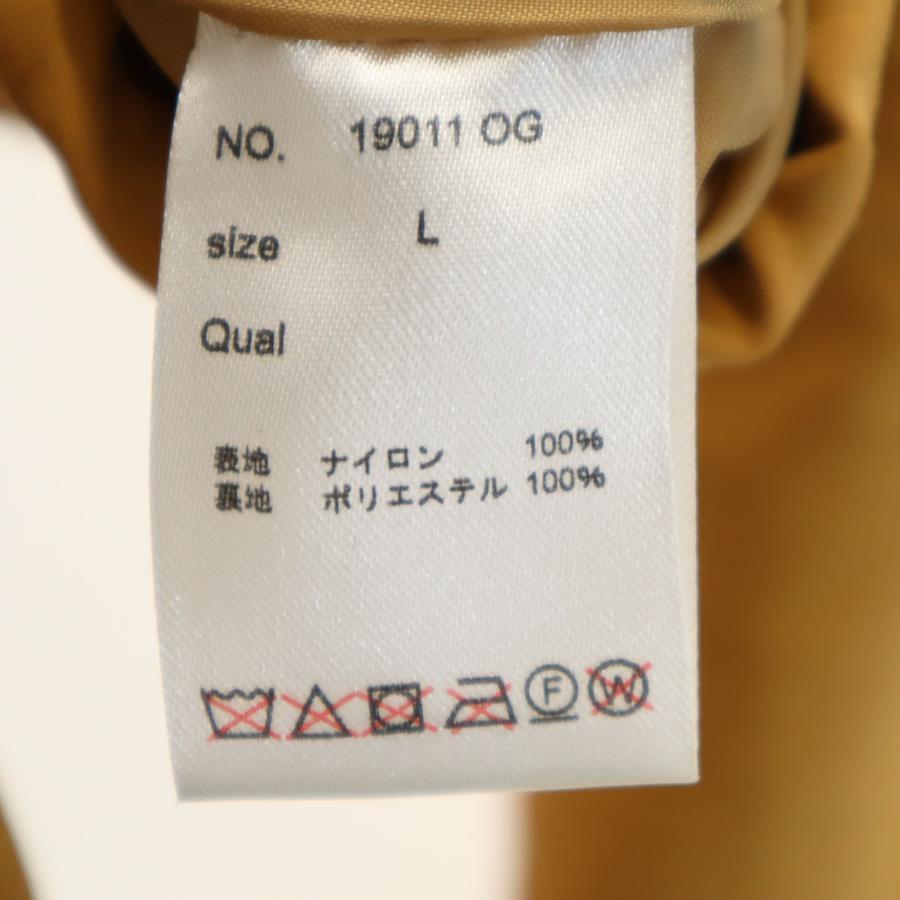 NO. 19011 OG
size L
Qual
表地 ナイロン 100%
裏地 ポリエステル 100%
F W